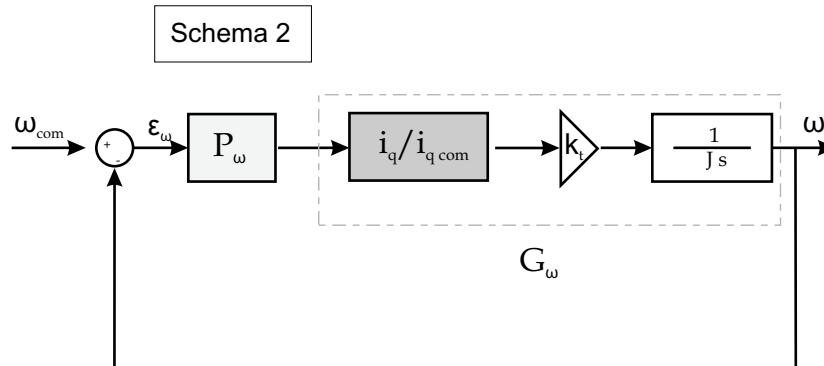 Schema 2
ω_com
+
-
ε_ω
P_ω
i_q/i_q com
k_t
1
J s
ω
G_ω